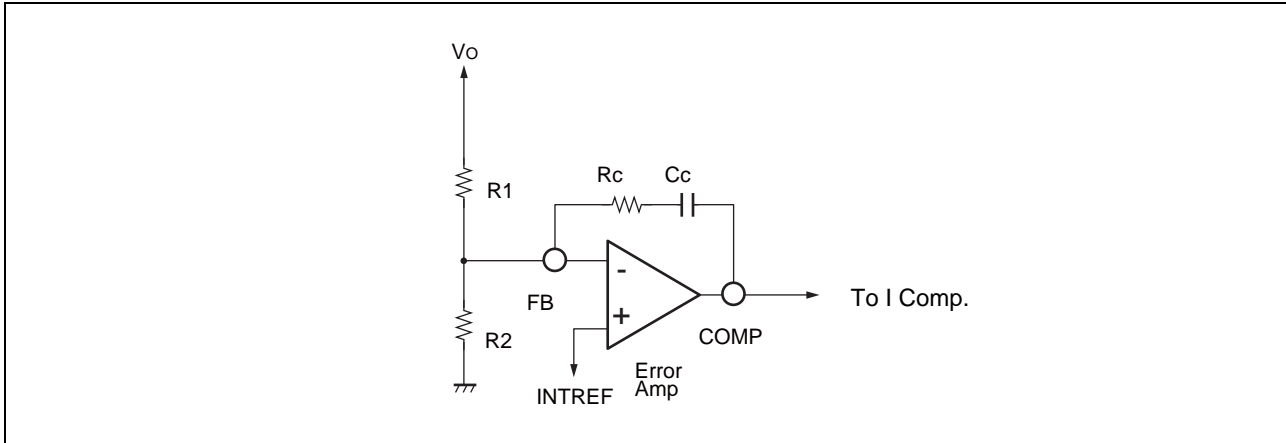 Vo
R1
Rc
Cc
-
FB
+
To I Comp.
COMP
R2
Error
Amp
INTREF